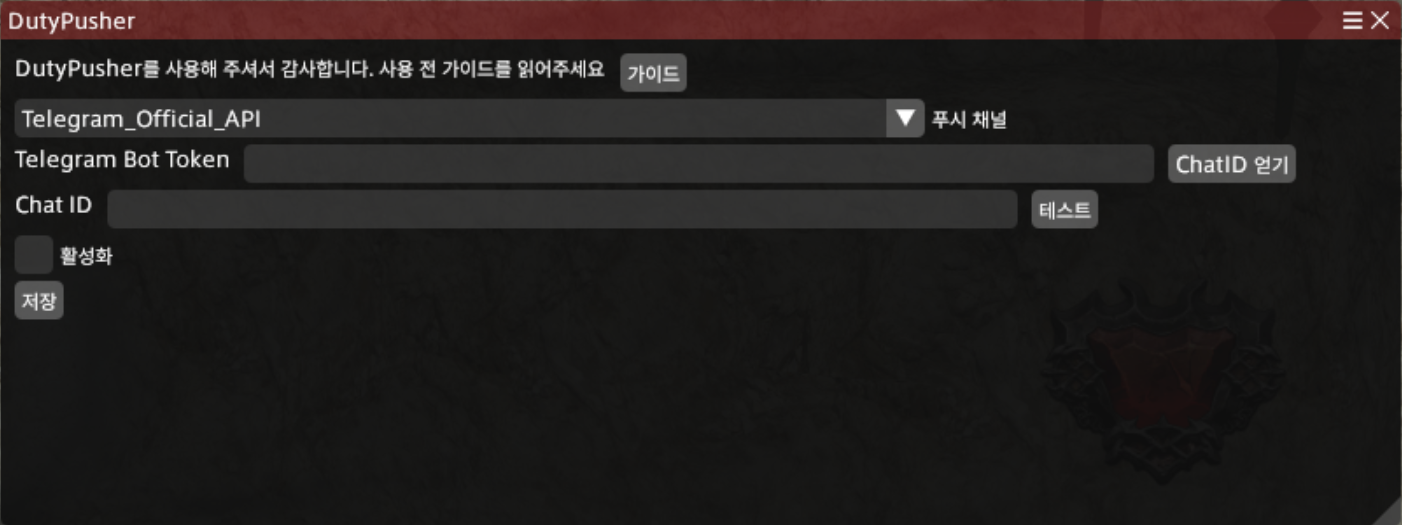 DutyPusher
DutyPusher를 사용해 주셔서 감사합니다. 사용 전 가이드를 읽어주세요 가이드
Telegram_Official_API 푸시 채널
Telegram Bot Token ChatID 얻기
Chat ID 테스트
활성화
저장